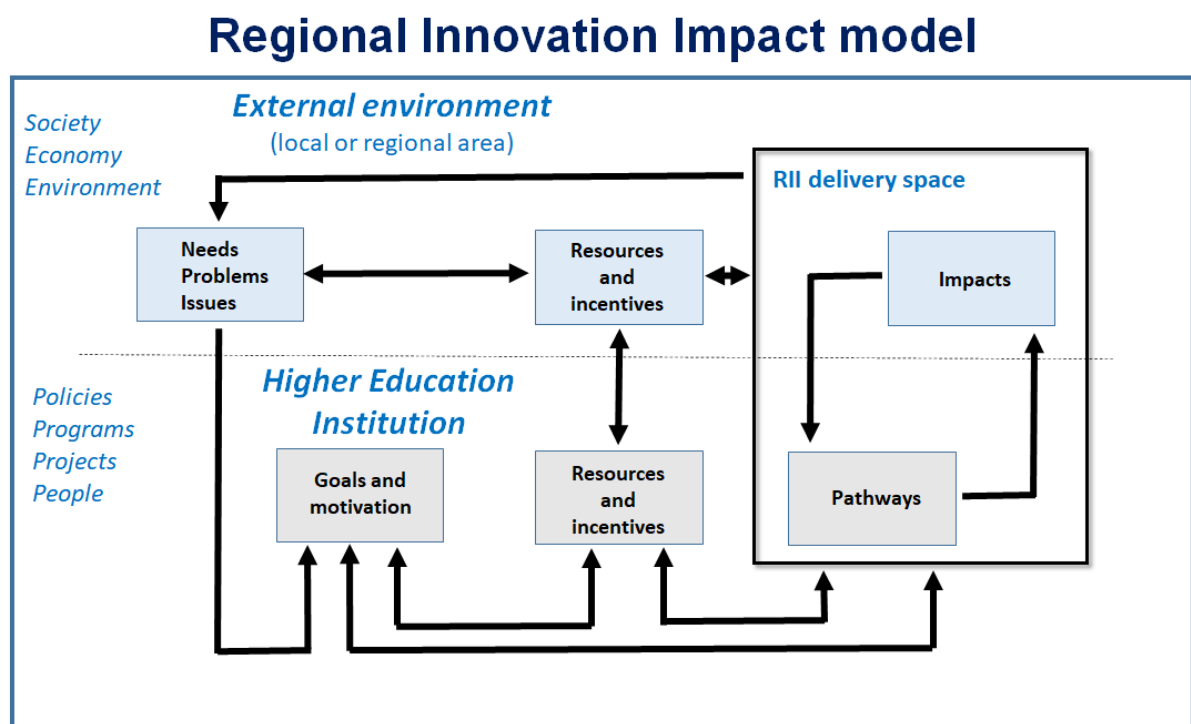 Regional Innovation Impact model
External environment
(local or regional area)
Society
Economy
Environment
RII delivery space
Needs
Problems
Issues
Resources
and
incentives
Impacts
Higher Education
Institution
Policies
Programs
Projects
People
Goals and
motivation
Resources
and
incentives
Pathways